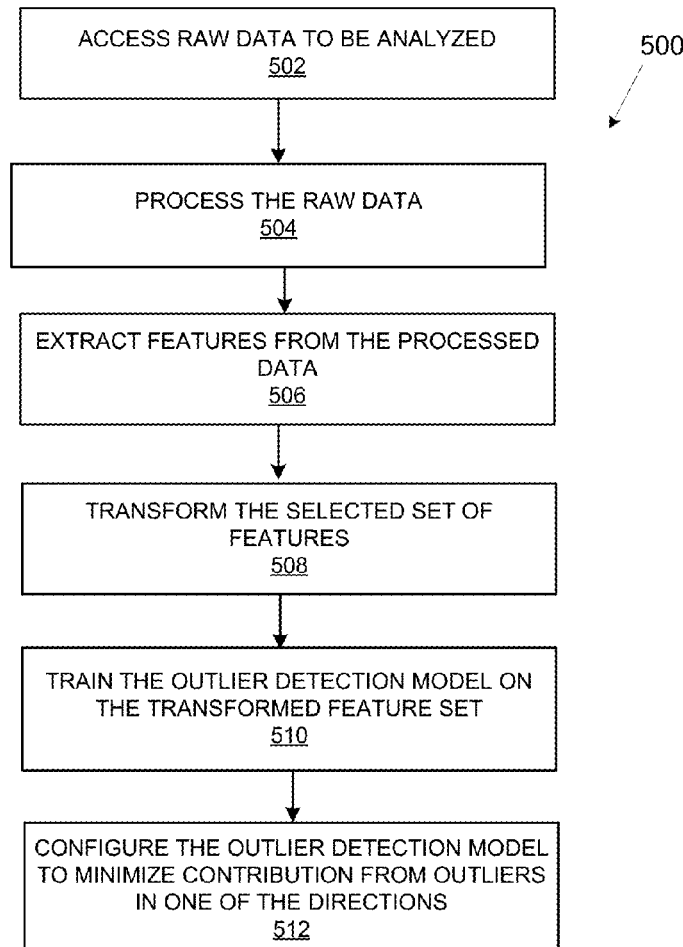 ACCESS RAW DATA TO BE ANALYZED
502
500
PROCESS THE RAW DATA
504
EXTRACT FEATURES FROM THE PROCESSED
DATA
506
TRANSFORM THE SELECTED SET OF
FEATURES
508
TRAIN THE OUTLIER DETECTION MODEL ON
THE TRANSFORMED FEATURE SET
510
CONFIGURE THE OUTLIER DETECTION MODEL
TO MINIMIZE CONTRIBUTION FROM OUTLIERS
IN ONE OF THE DIRECTIONS
512